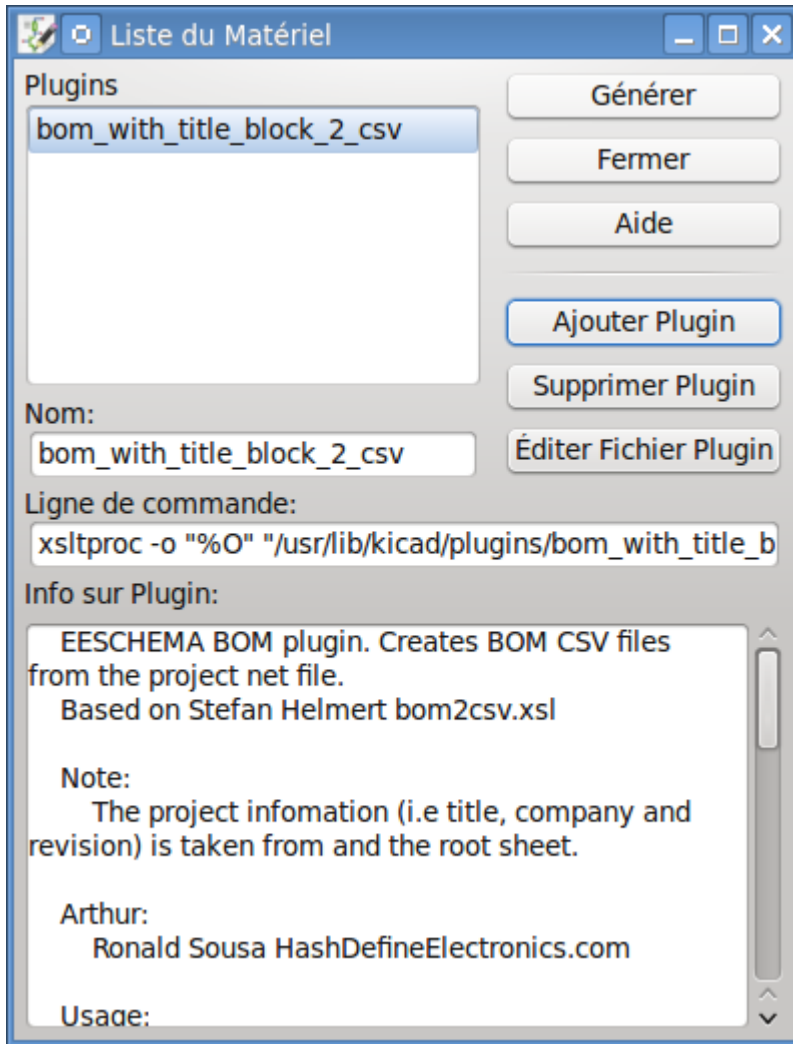 Liste du Matériel
Plugins
bom_with_title_block_2_csv
Générer
Fermer
Aide
Ajouter Plugin
Supprimer Plugin
Éditer Fichier Plugin
Nom:
bom_with_title_block_2_csv
Ligne de commande:
xsltproc -o "%O" "/usr/lib/kicad/plugins/bom_with_title_b
Info sur Plugin:
EESCHEMA BOM plugin. Creates BOM CSV files
from the project net file.
Based on Stefan Helmert bom2csv.xsl
Note:
The project infomation (i.e title, company and
revision) is taken from and the root sheet.
Arthur:
Ronald Sousa HashDefineElectronics.com
Usage: